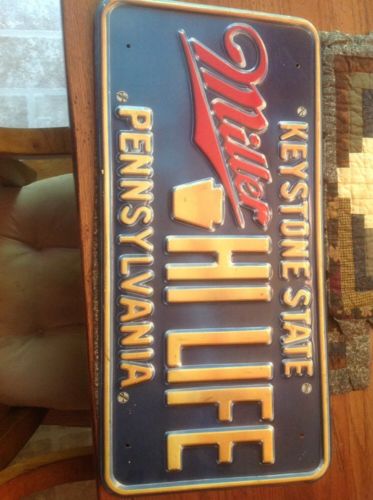 KEYSTONE STATE
Miller
HI LIFE
PENNSYLVANIA